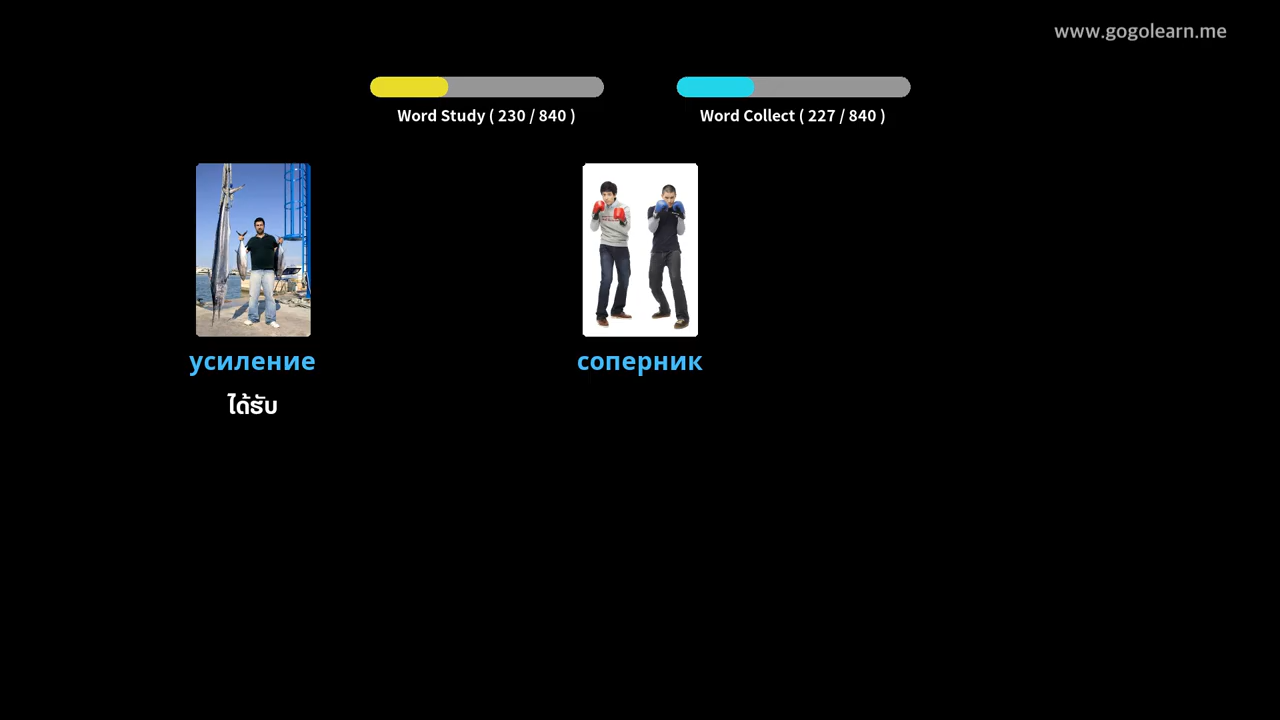 www.gogolearn.me
Word Study ( 230 / 840 )
Word Collect ( 227 / 840 )
усиление
соперник
ได้รับ